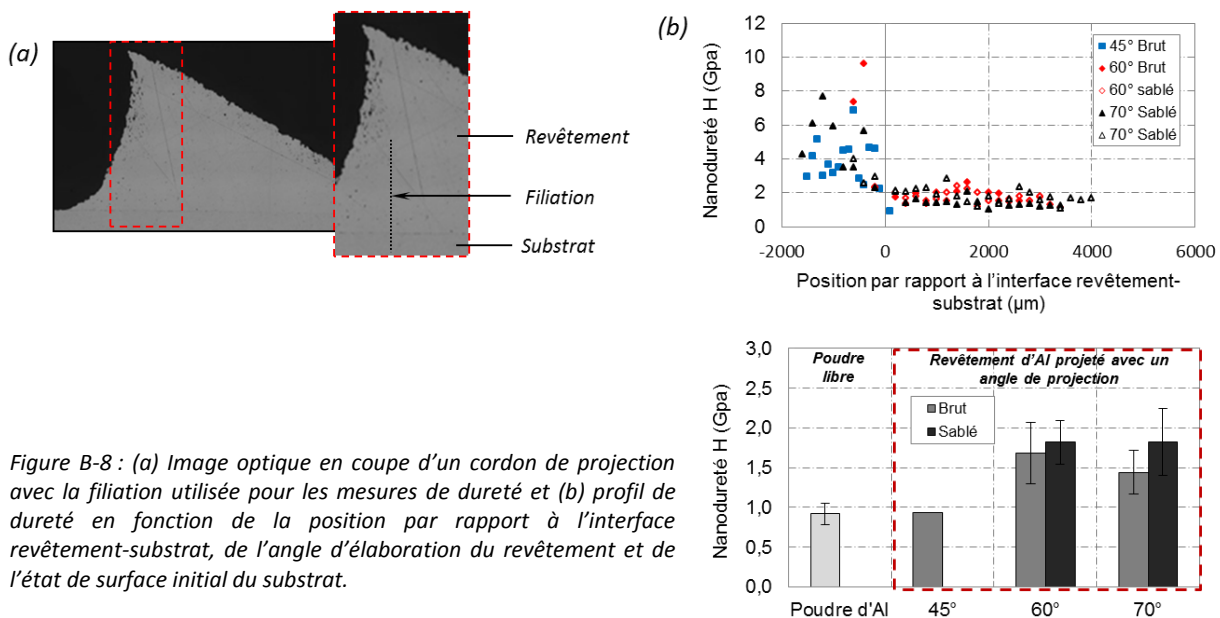 (a)
Revêtement
Filiation
Substrat
(b)
Nanodureté H (Gpa)
12
10
8
6
4
2
0
-2000
0
2000
4000
6000
Position par rapport à l'interface revêtement-
substrat (µm)
45° Brut
60° Brut
60° sablé
70° Sablé
70° Sablé
Nanodureté H (Gpa)
3,0
2,5
2,0
1,5
1,0
0,5
0,0
Poudre
libre
Revêtement d'Al projeté avec un
angle de projection
Brut
Sablé
Poudre d'Al
45°
60°
70°
Figure B-8 : (a) Image optique en coupe d'un cordon de projection
avec la filiation utilisée pour les mesures de dureté et (b) profil de
dureté en fonction de la position par rapport à l'interface
revêtement-substrat, de l'angle d'élaboration du revêtement et de
l'état de surface initial du substrat.